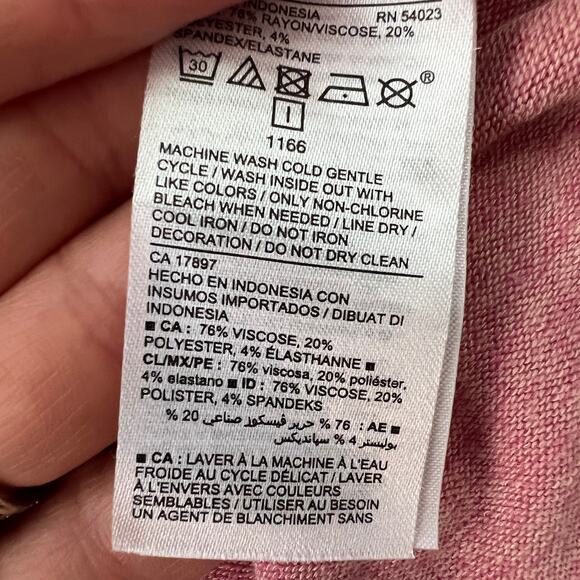 INDONESIA RN 54023
76% RAYON/VISCOSE, 20%
POLYESTER, 4%
SPANDEX/ELASTANE
30
®
1166
MACHINE WASH COLD GENTLE
CYCLE / WASH INSIDE OUT WITH
LIKE COLORS / ONLY NON-CHLORINE
BLEACH WHEN NEEDED / LINE DRY /
COOL IRON / DO NOT IRON
DECORATION / DO NOT DRY CLEAN
CA 17897
HECHO EN INDONESIA CON
INSUMOS IMPORTADOS / DIBUAT DI
INDONESIA
■ CA : 76% VISCOSE, 20%
POLYESTER, 4% ÉLASTHANNE ■
CL/MX/PE : 76% viscosa, 20% poliéster,
4% elastano ■ ID : 76% VISCOSE, 20%
POLISTER, 4% SPANDEKS
■ AE : 76 % حرير فيسكوز صناعي 20 %
بوليستر 4 % سباندیكس
■ CA : LAVER À LA MACHINE À L'EAU
FROIDE AU CYCLE DÉLICAT / LAVER
À L'ENVERS AVEC COULEURS
SEMBLABLES / UTILISER AU BESOIN
UN AGENT DE BLANCHIMENT SANS